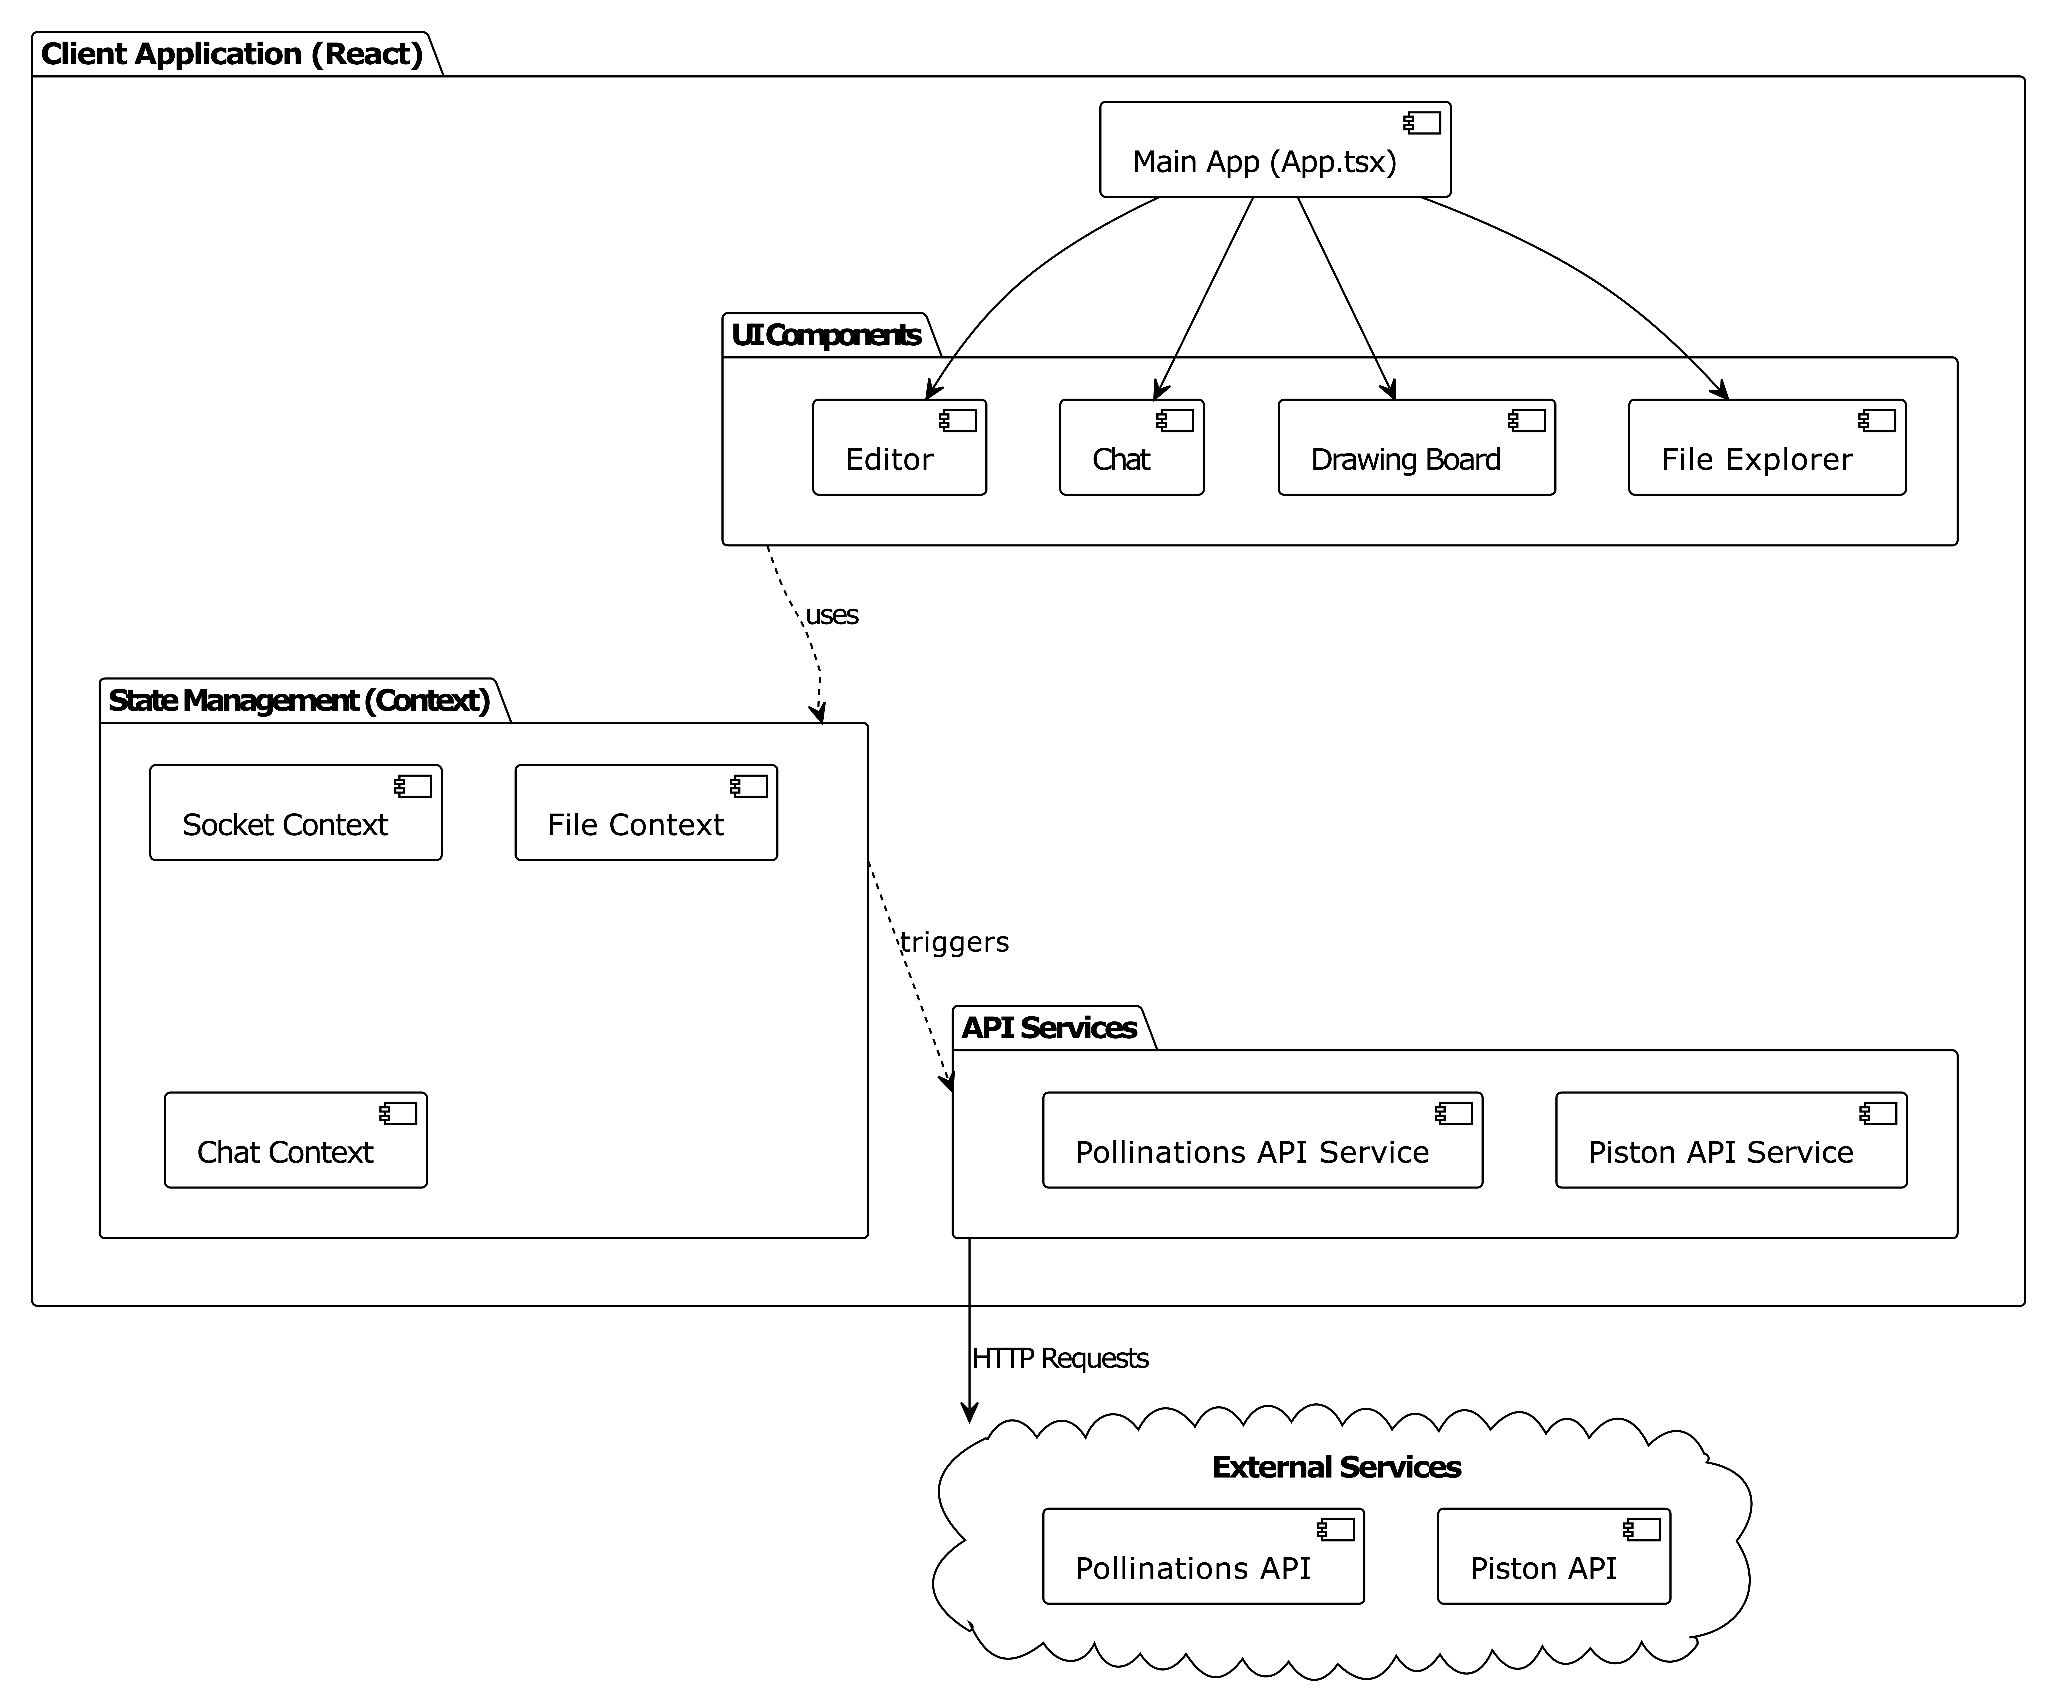 Client Application (React)
Main App (App.tsx)
UI Components
Editor
Chat
Drawing Board
File Explorer
uses
State Management (Context)
Socket Context
File Context
triggers
API Services
Chat Context
Pollinations API Service
Piston API Service
HTTP Requests
External Services
Pollinations API
Piston API